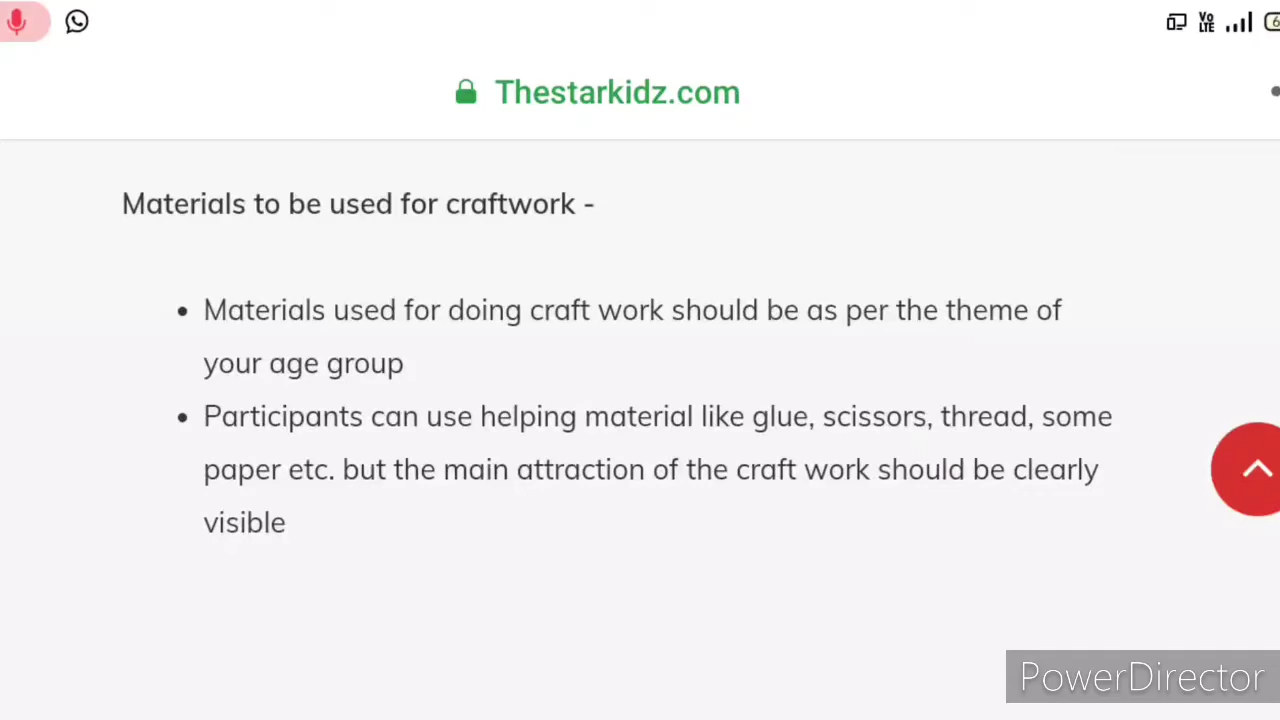 VoLTE
6
Thestarkidz.com
Materials to be used for craftwork -
• Materials used for doing craft work should be as per the theme of
your age group
• Participants can use helping material like glue, scissors, thread, some
paper etc. but the main attraction of the craft work should be clearly
visible
PowerDirector